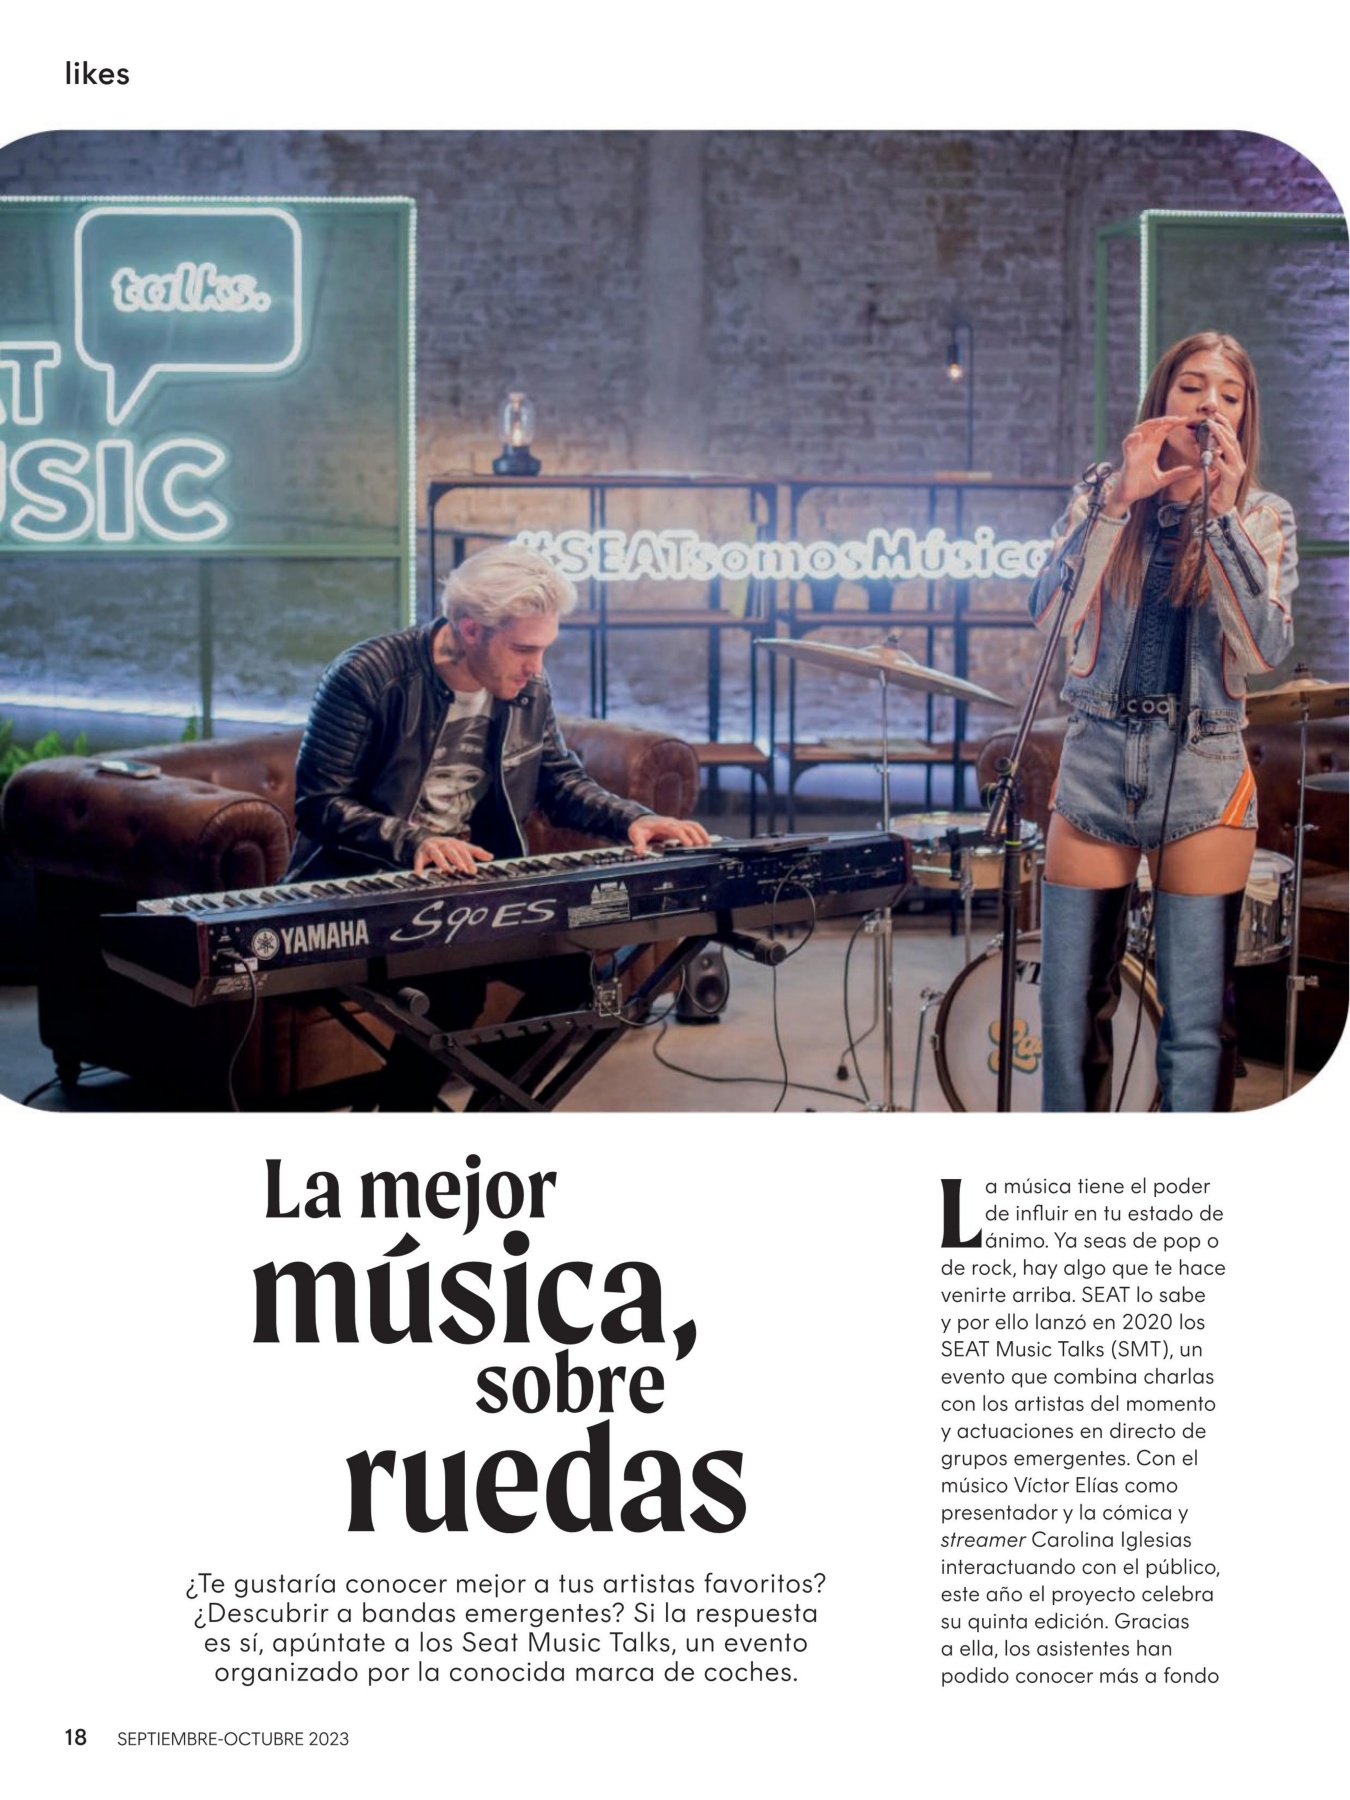 likes
talks.
SIC
#SEATsomosMúsica
YAMAHA S90 ES
La mejor
música,
sobre
ruedas
¿Te gustaría conocer mejor a tus artistas favoritos?
¿Descubrir a bandas emergentes? Si la respuesta
es sí, apúntate a los Seat Music Talks, un evento
organizado por la conocida marca de coches.
La música tiene el poder
de influir en tu estado de
ánimo. Ya seas de pop o
de rock, hay algo que te hace
venirte arriba. SEAT lo sabe
y por ello lanzó en 2020 los
SEAT Music Talks (SMT), un
evento que combina charlas
con los artistas del momento
y actuaciones en directo de
grupos emergentes. Con el
músico Víctor Elías como
presentador y la cómica y
streamer Carolina Iglesias
interactuando con el público,
este año el proyecto celebra
su quinta edición. Gracias
a ella, los asistentes han
podido conocer más a fondo
18 SEPTIEMBRE-OCTUBRE 2023